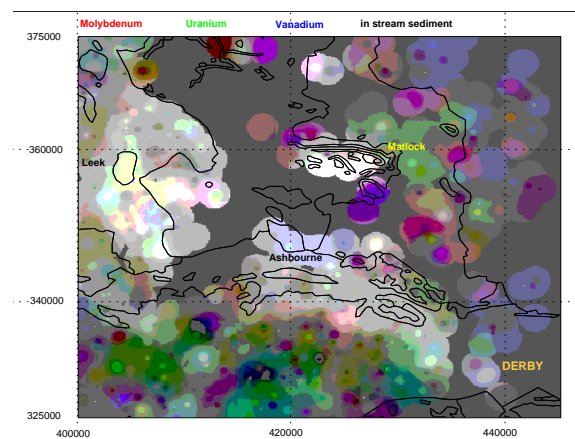 Molybdenum Uranium Vanadium in stream sediment
375000
Matlock
360000
Leek
Ashbourne
340000
DERBY
325000
400000 420000 440000